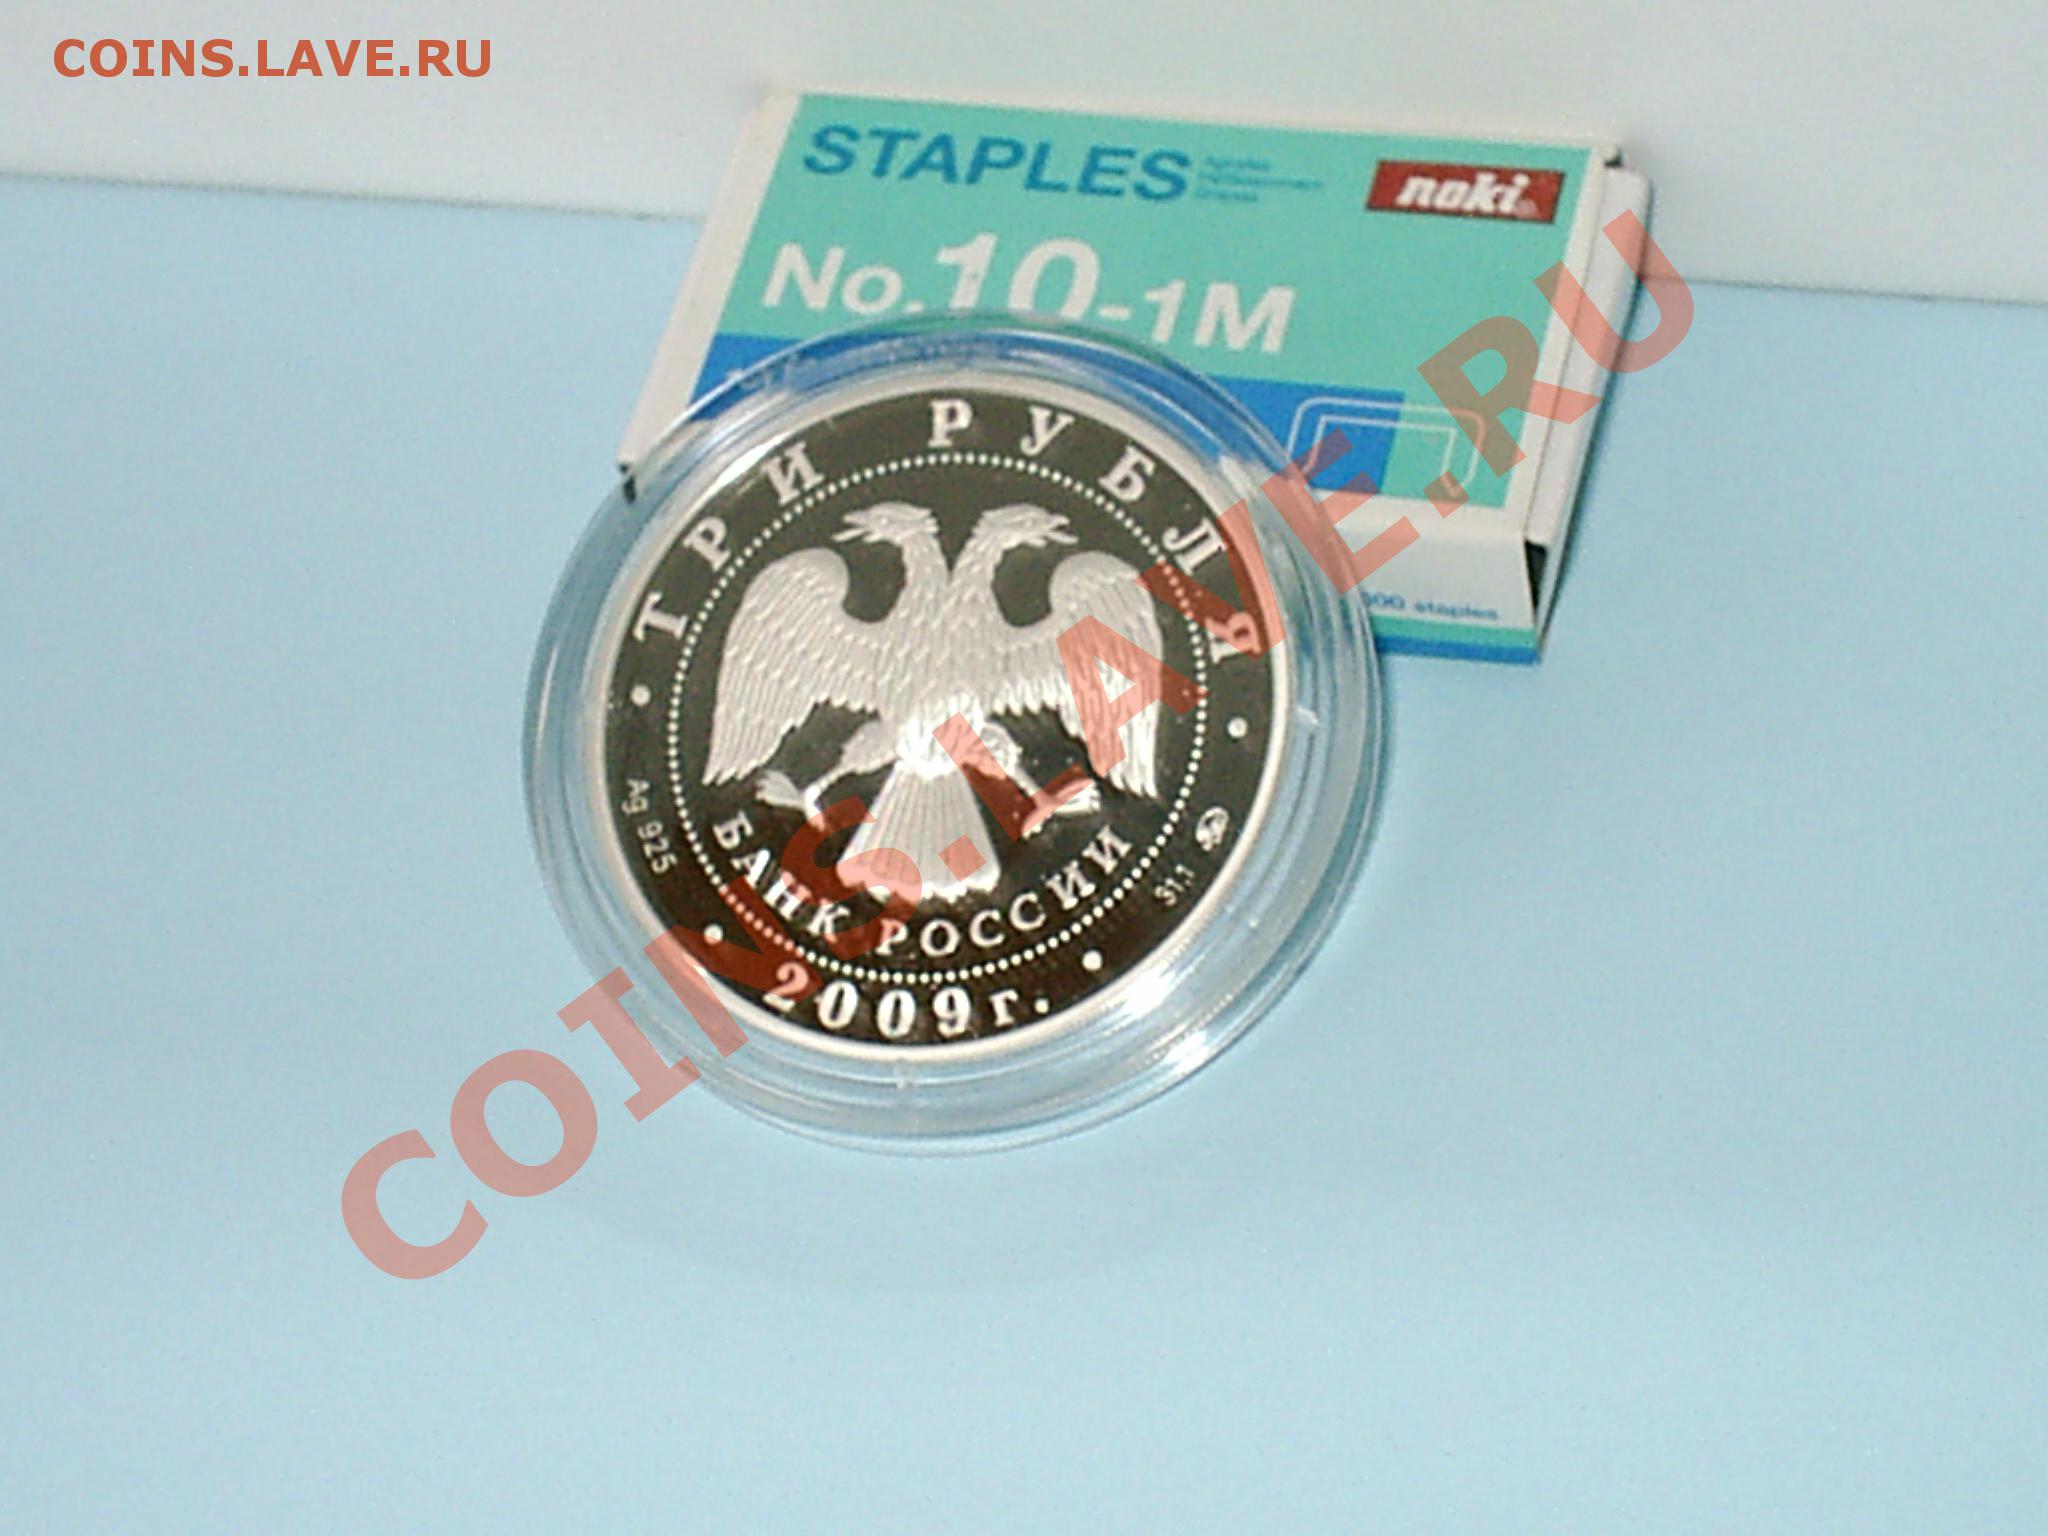 COINS.LAVE.RU
STAPLES
noki
No.10-1M
ТРИ РУБЛЯ
Ag 925
БАНК РОССИИ
31,1
2009г.
staples
COINS.LAVE.RU